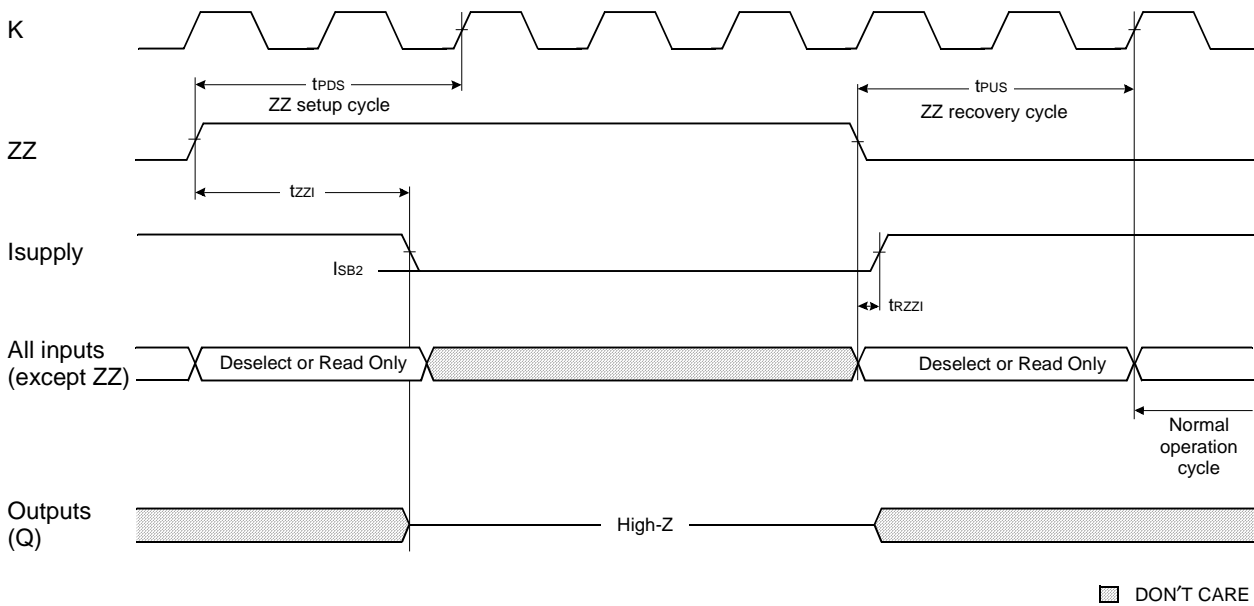 K
tPDS
ZZ setup cycle
tPUS
ZZ recovery cycle
ZZ
tZZI
Isupply
ISB2
tRZZI
All inputs
(except ZZ)
Deselect or Read Only
Deselect or Read Only
Normal
operation
cycle
Outputs
(Q)
High-Z
DON'T CARE